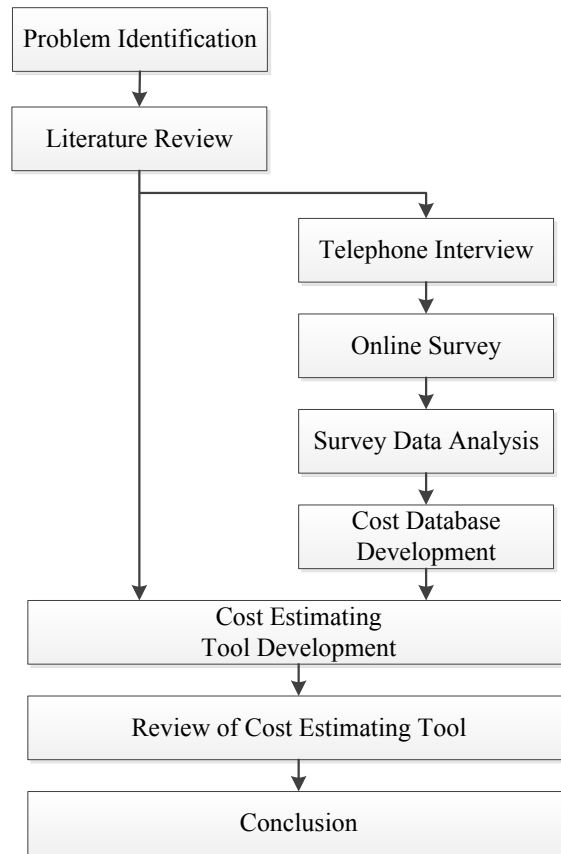 Problem Identification
Literature Review
Telephone Interview
Online Survey
Survey Data Analysis
Cost Database
Development
Cost Estimating
Tool Development
Review of Cost Estimating Tool
Conclusion